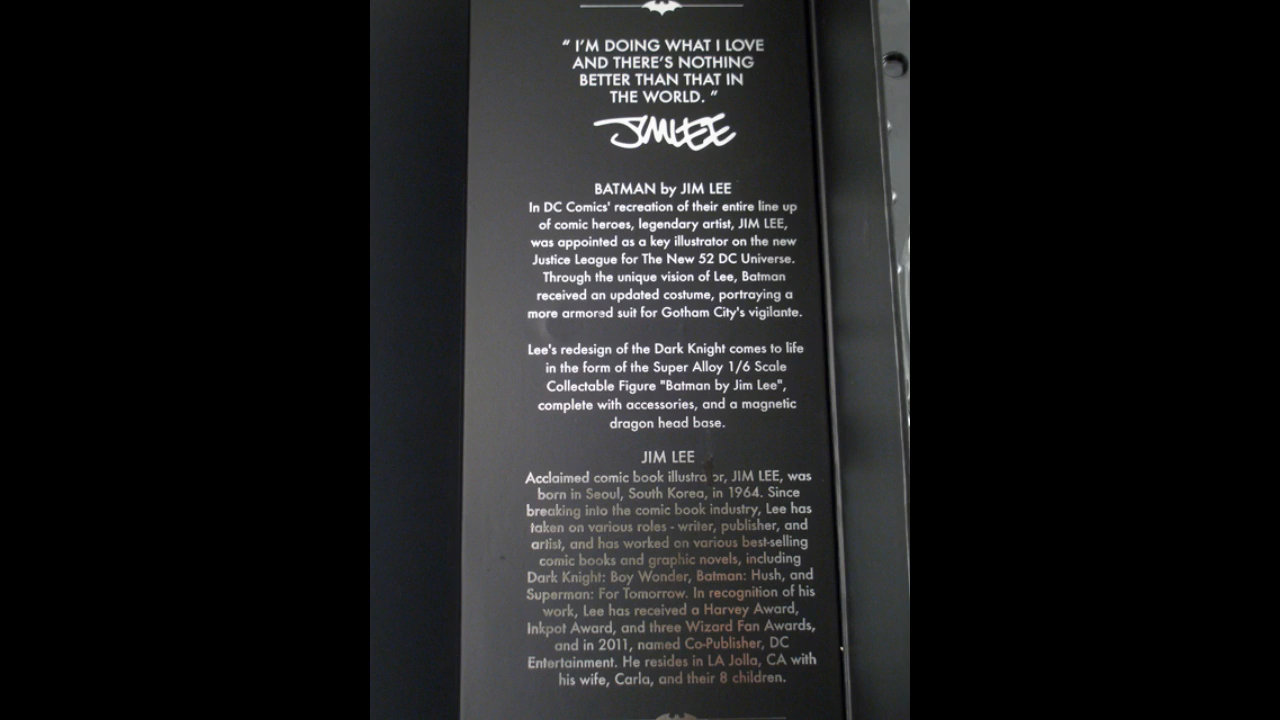 " I'M DOING WHAT I LOVE
AND THERE'S NOTHING
BETTER THAN THAT IN
THE WORLD. "
JIM LEE
BATMAN by JIM LEE
In DC Comics' recreation of their entire line up
of comic heroes, legendary artist, JIM LEE,
was appointed as a key illustrator on the new
Justice League for The New 52 DC Universe.
Through the unique vision of Lee, Batman
received an updated costume, portraying a
more armored suit for Gotham City's vigilante.
Lee's redesign of the Dark Knight comes to life
in the form of the Super Alloy 1/6 Scale
Collectable Figure "Batman by Jim Lee",
complete with accessories, and a magnetic
dragon head base.
JIM LEE
Acclaimed comic book illustrator, JIM LEE, was
born in Seoul, South Korea, in 1964. Since
breaking into the comic book industry, Lee has
taken on various roles - writer, publisher, and
artist, and has worked on various best-selling
comic books and graphic novels, including
Dark Knight: Boy Wonder, Batman: Hush, and
Superman: For Tomorrow. In recognition of his
work, Lee has received a Harvey Award,
Inkpot Award, and three Wizard Fan Awards,
and in 2011, named Co-Publisher, DC
Entertainment. He resides in LA Jolla, CA with
his wife, Carla, and their 8 children.